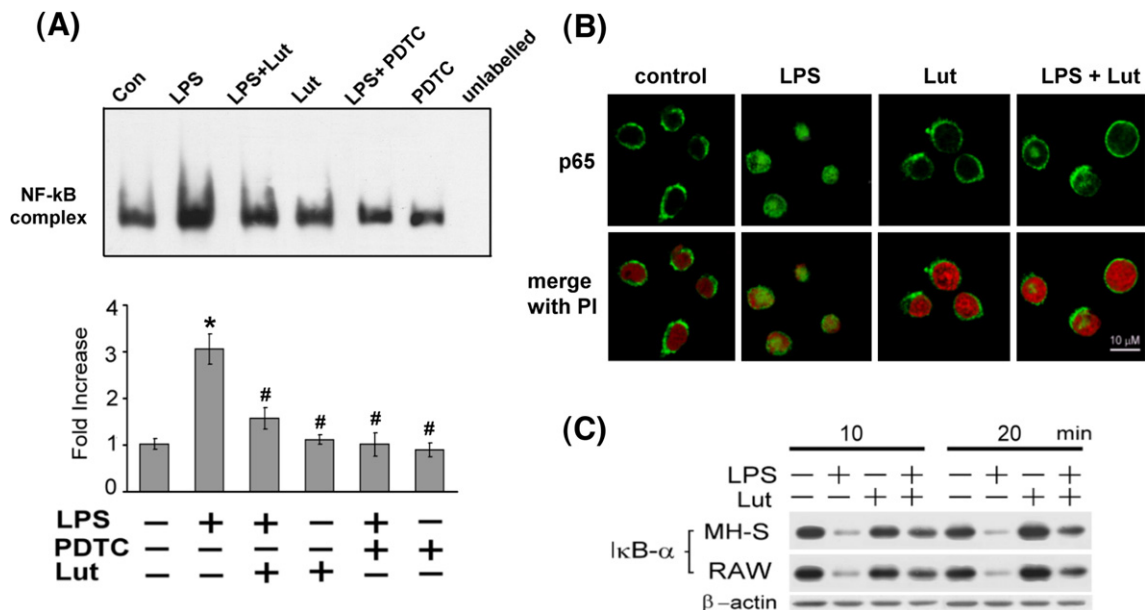 (A)
Con LPS LPS+Lut Lut LPS+ PDTC PDTC unlabelled
NF-kB
complex
4
3
2
1
0
Fold Increase
* # # # #
LPS — + + — + —
PDTC — — — — + +
Lut — — + + — —
(B)
control LPS Lut LPS + Lut
p65
merge
with PI
10 µM
(C)
10 20 min
LPS — + — + — + — +
Lut — — + + — — + +
IκB-α
MH-S
RAW
β-actin